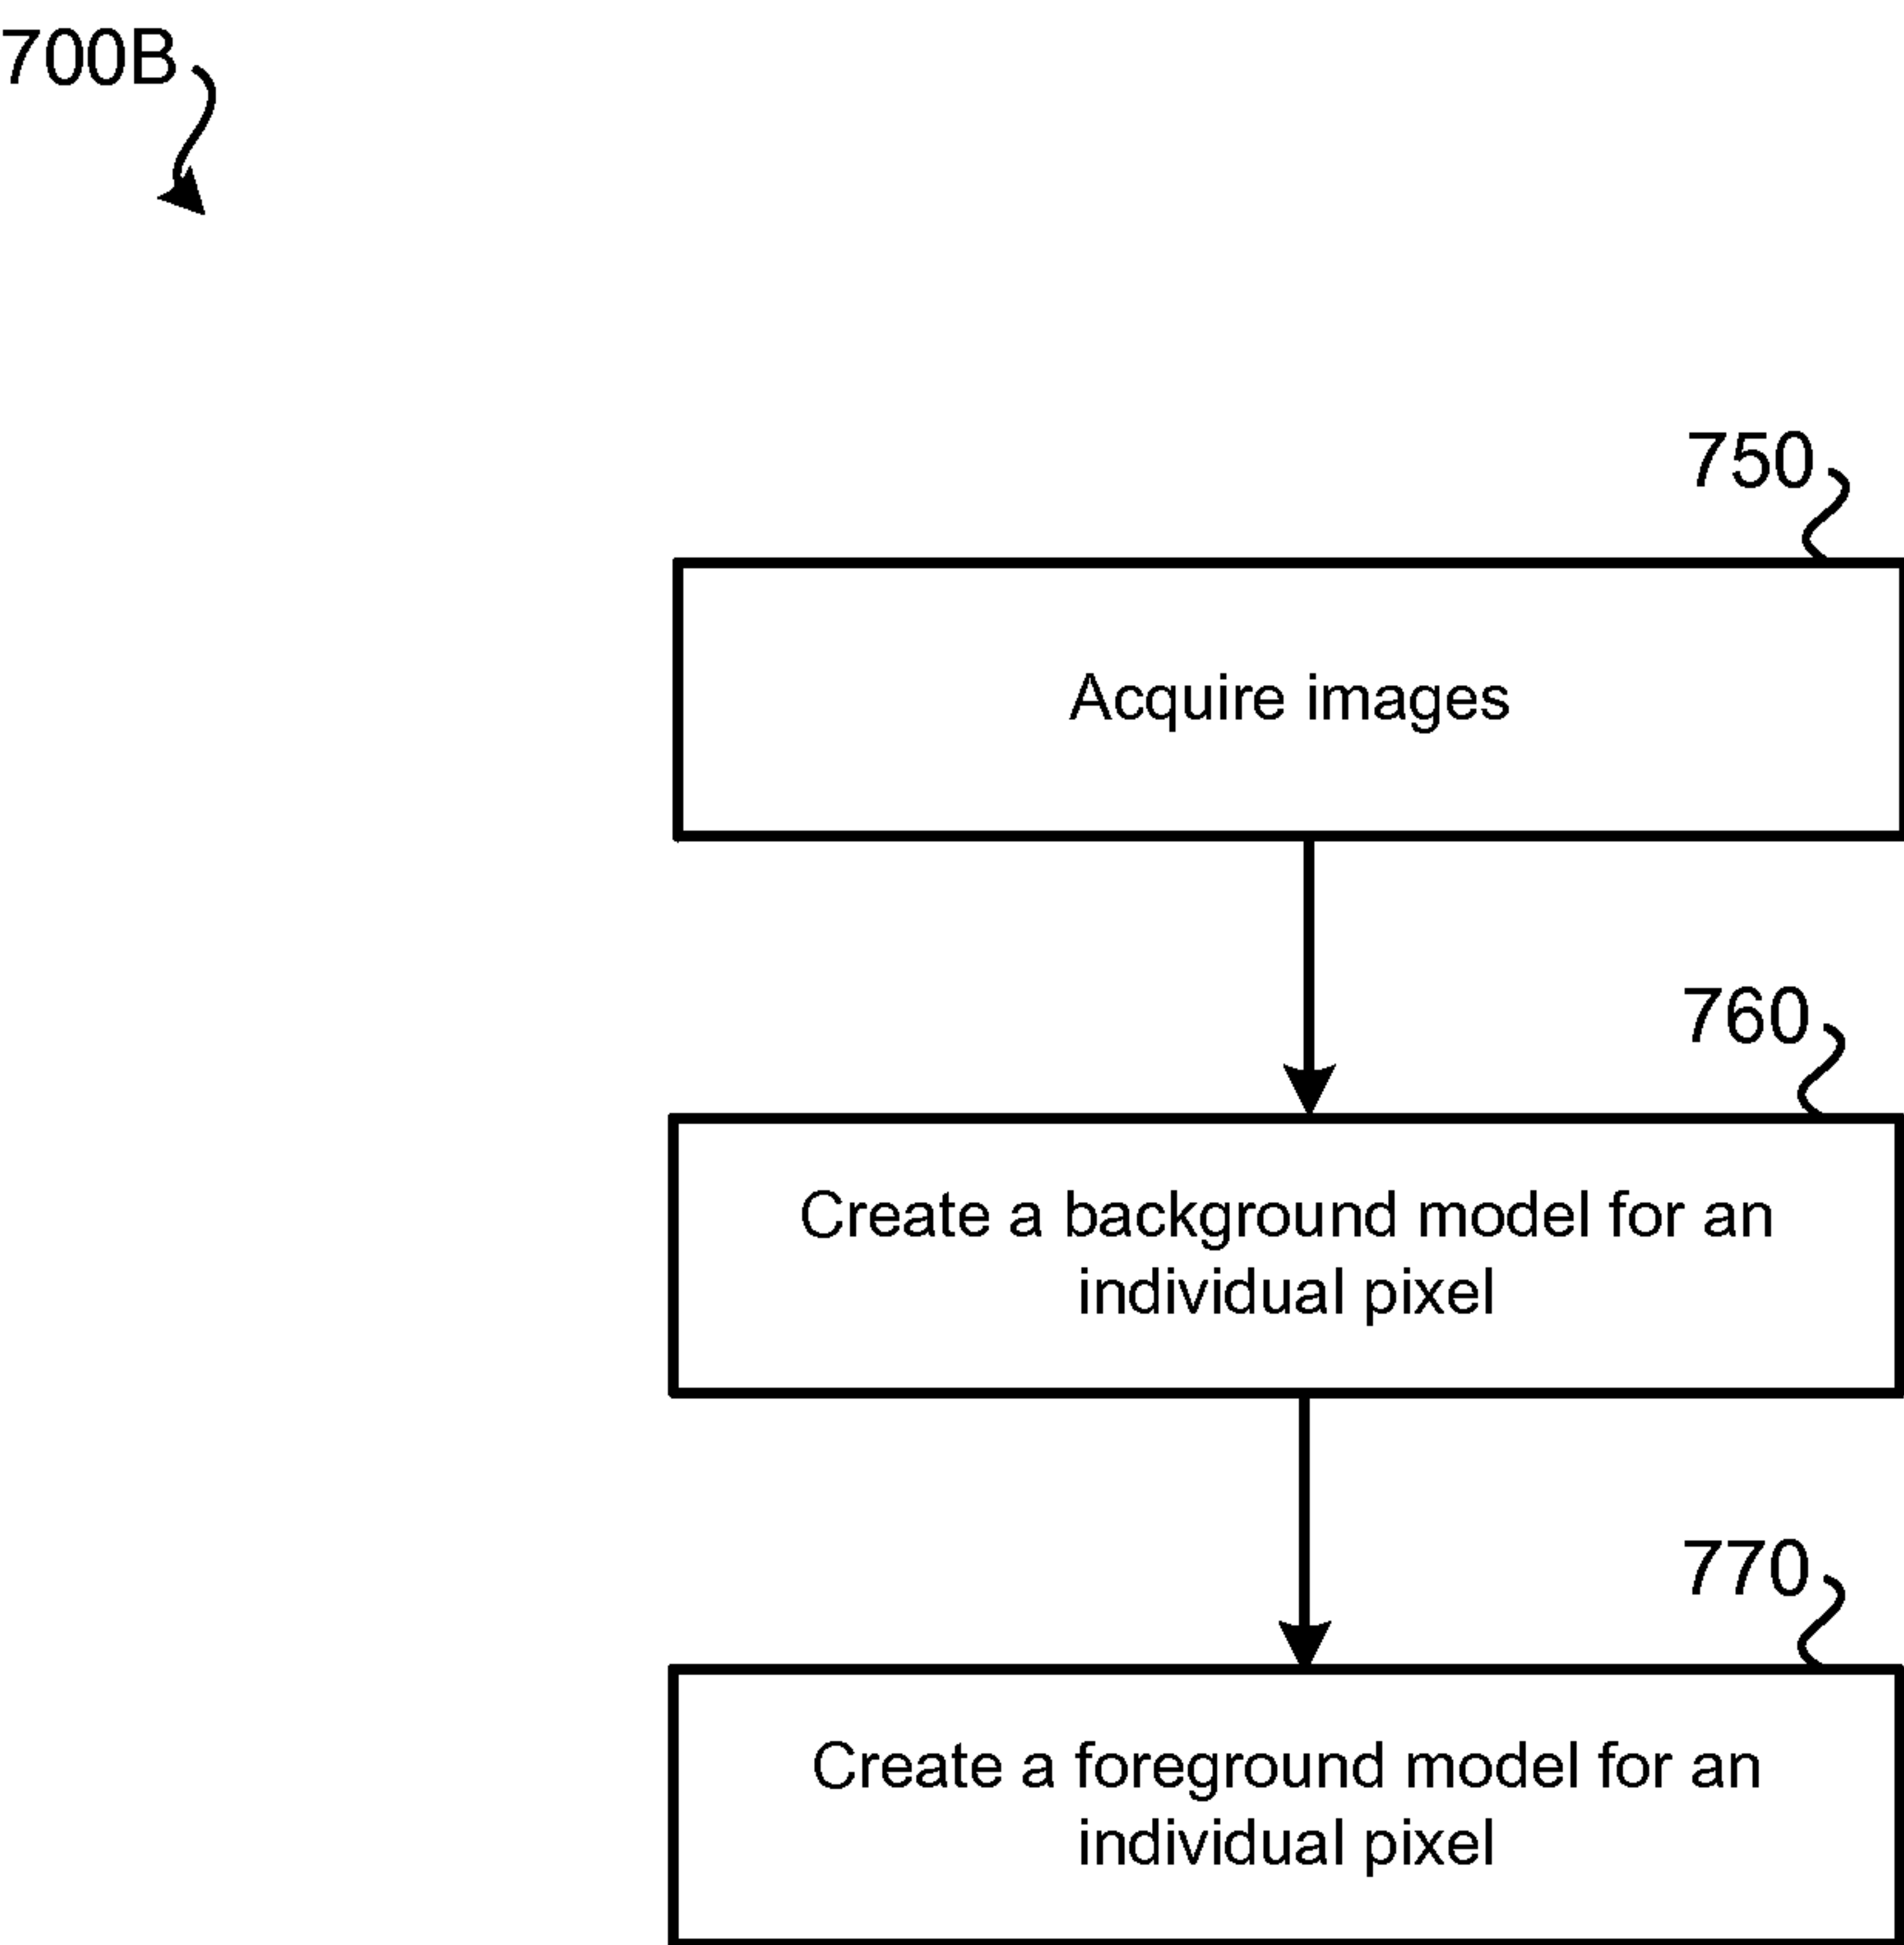 700B
750
Acquire images
760
Create a background model for an
individual pixel
770
Create a foreground model for an
individual pixel